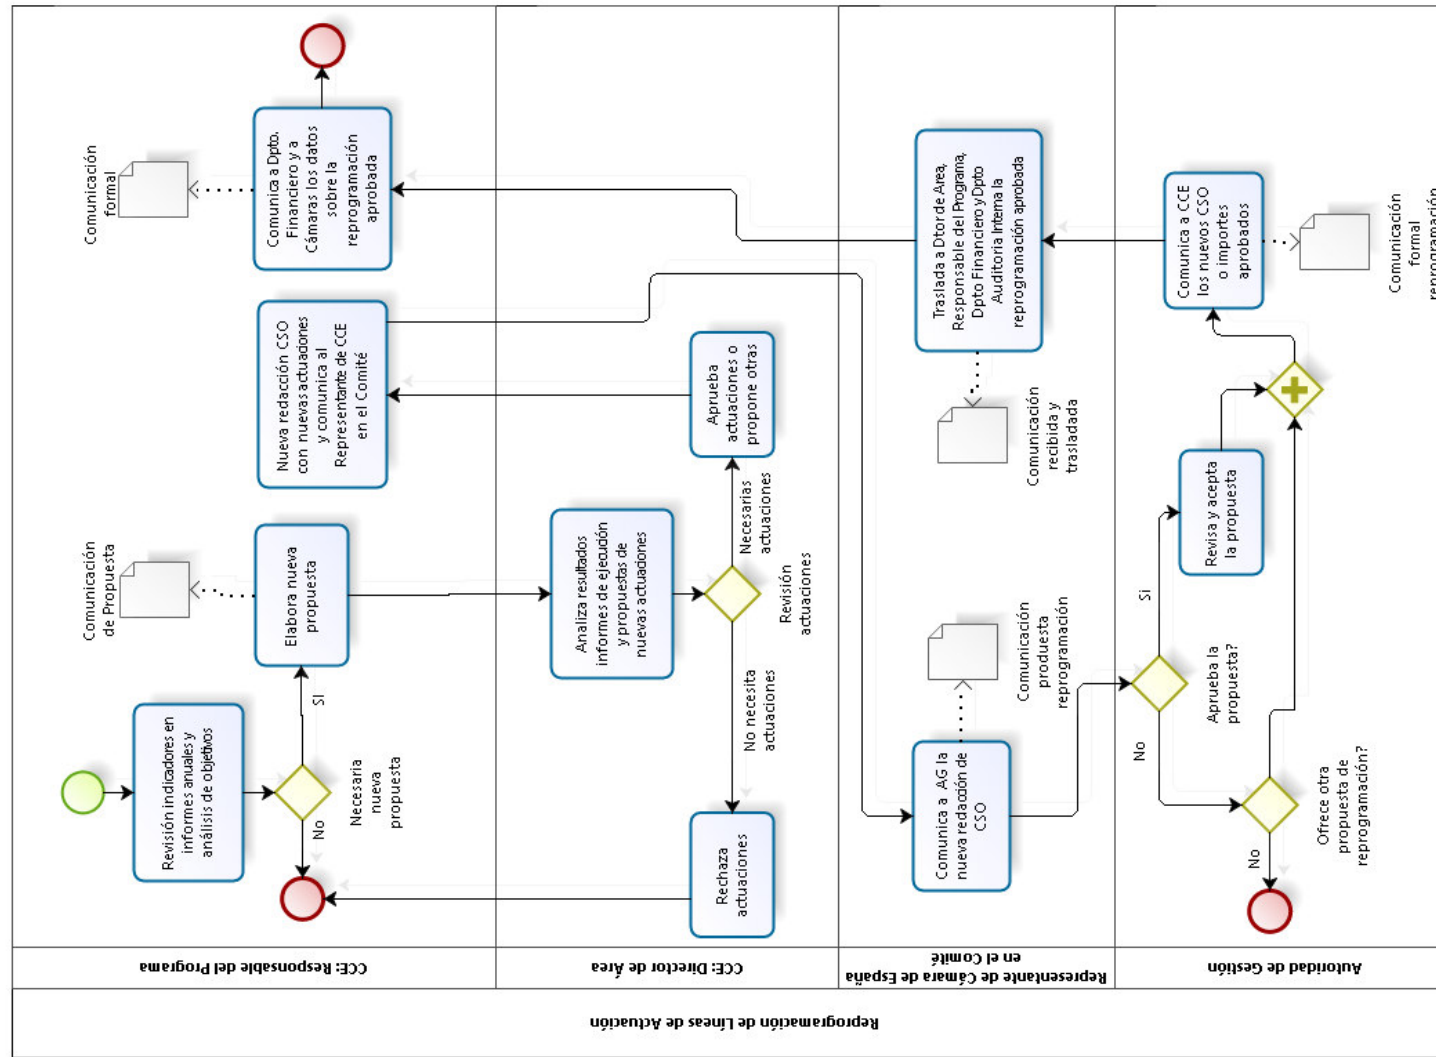 Comunicación
formal
Comunica a Dpto.
Financiero y a
Cámaras los datos
sobre la
reprogramación
aprobada
Nueva redacción CSO
con nuevas actuaciones
y comunica al
Representante de CCE
en el Comité
Comunicación
de Propuesta
Elabora nueva
propuesta
SI
Revisión indicadores en
informes anuales y
análisis de objetivos
No
Necesaria
nueva
propuesta
CCE: Responsable del Programa
Aprueba
actuaciones o
propone otras
Necesarias
actuaciones
Analiza resultados
informes de ejecución
y propuestas de
nuevas actuaciones
Revisión
actuaciones
No necesita
actuaciones
Rechaza
actuaciones
CCE: Director de Área
Traslada a Dtor de Area,
Responsable del Programa,
Dpto Financiero y Dpto
Auditoria Interna la
reprogramación aprobada
Comunicación
recibida y
trasladada
Comunicación
produesta
reprogramación
Comunica a AG la
nueva redacción de
CSO
Representante de Cámara de España
en el Comité
Comunica a CCE
los nuevos CSO
o importes
aprobados
Comunicación
formal
reprogramación
Revisa y acepta
la propuesta
Si
Aprueba la
propuesta?
No
Ofrece otra
propuesta de
reprogramación?
No
Autoridad de Gestión
Reprogramación de Líneas de Actuación